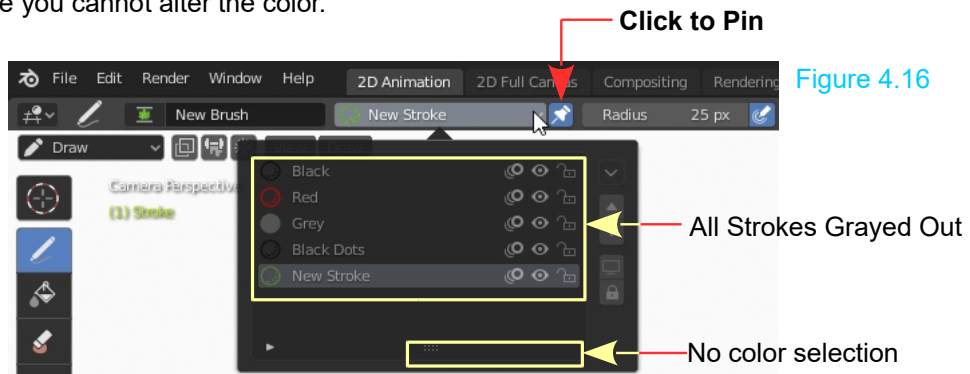 e you cannot alter the color.
Click to Pin
File Edit Render Window Help 2D Animation 2D Full Canvas Compositing Rendering
Figure 4.16
New Brush New Stroke Radius 25 px
Draw View Draw
Camera Perspective
(1) Stroke
Black
Red
Grey
Black Dots
New Stroke
All Strokes Grayed Out
No color selection